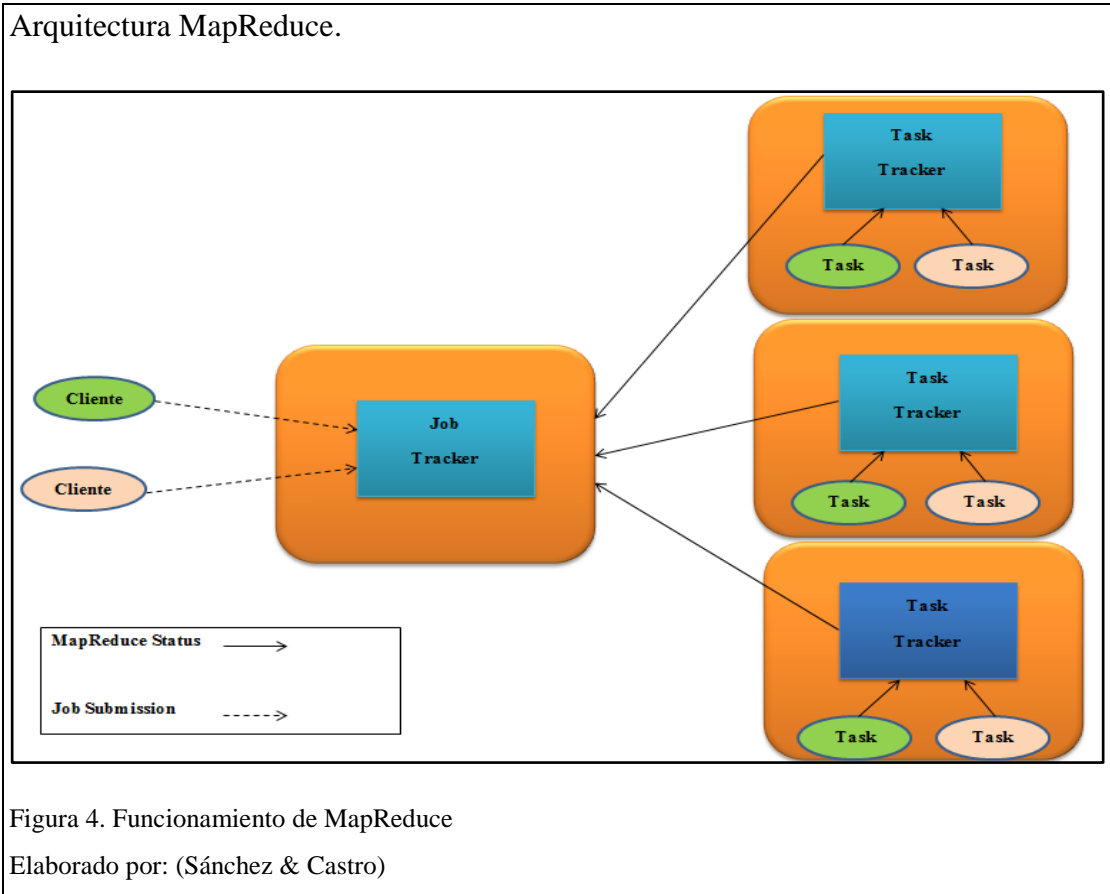 Arquitectura MapReduce.
Task
Tracker
Task
Task
Task
Tracker
Task
Task
Task
Tracker
Task
Task
Cliente
Cliente
Job
Tracker
MapReduce Status
Job Submission
Figura 4. Funcionamiento de MapReduce
Elaborado por: (Sánchez & Castro)